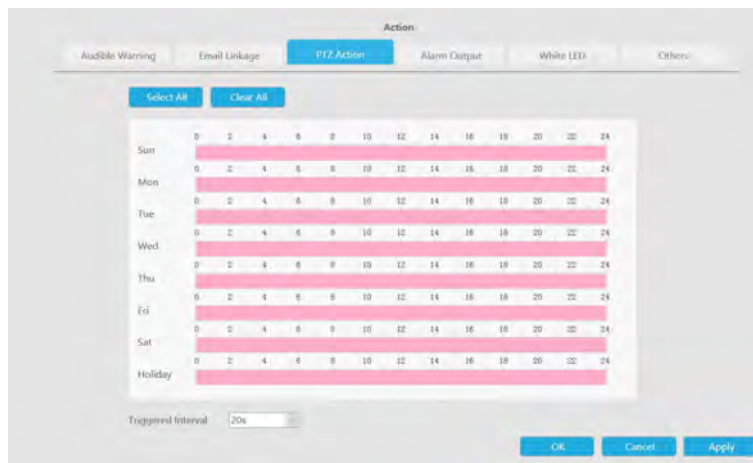 Action
Audible Warning Email Linkage PTZ Action Alarm Output White LED Others
Select All Clear All
0 2 4 6 8 10 12 14 16 18 20 22 24
Sun
0 2 4 6 8 10 12 14 16 18 20 22 24
Mon
0 2 4 6 8 10 12 14 16 18 20 22 24
Tue
0 2 4 6 8 10 12 14 16 18 20 22 24
Wed
0 2 4 6 8 10 12 14 16 18 20 22 24
Thu
0 2 4 6 8 10 12 14 16 18 20 22 24
Fri
0 2 4 6 8 10 12 14 16 18 20 22 24
Sat
0 2 4 6 8 10 12 14 16 18 20 22 24
Holiday
Triggered Interval 20s
OK Cancel Apply